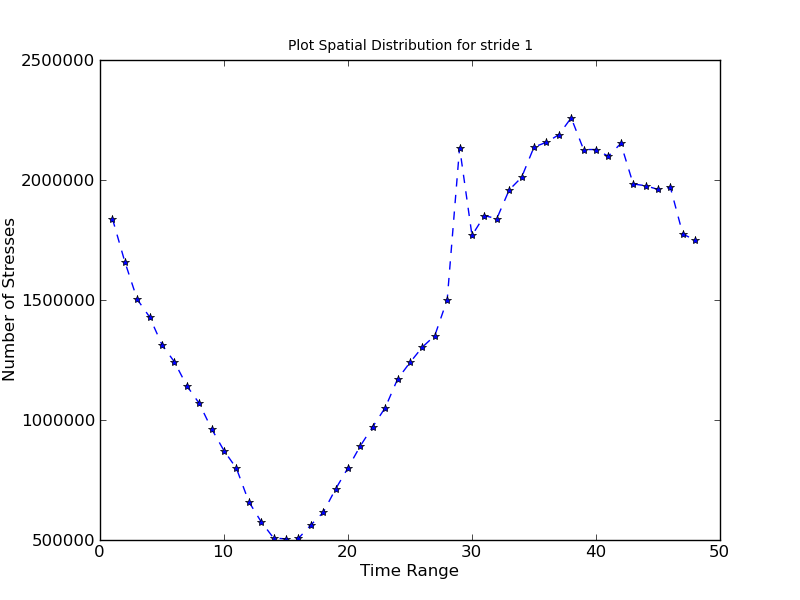 Plot Spatial Distribution for stride 1
2500000
2000000
1500000
1000000
500000
Number of Stresses
0 10 20 30 40 50
Time Range